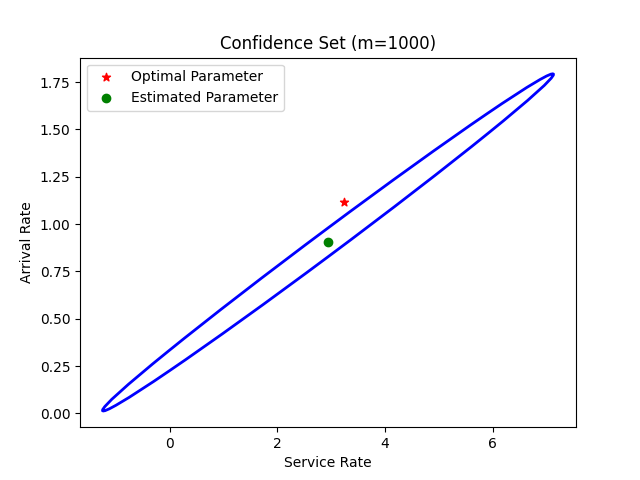 Confidence Set (m=1000)
Optimal Parameter
Estimated Parameter
1.75
1.50
1.25
1.00
0.75
0.50
0.25
0.00
Arrival Rate
0 2 4 6
Service Rate